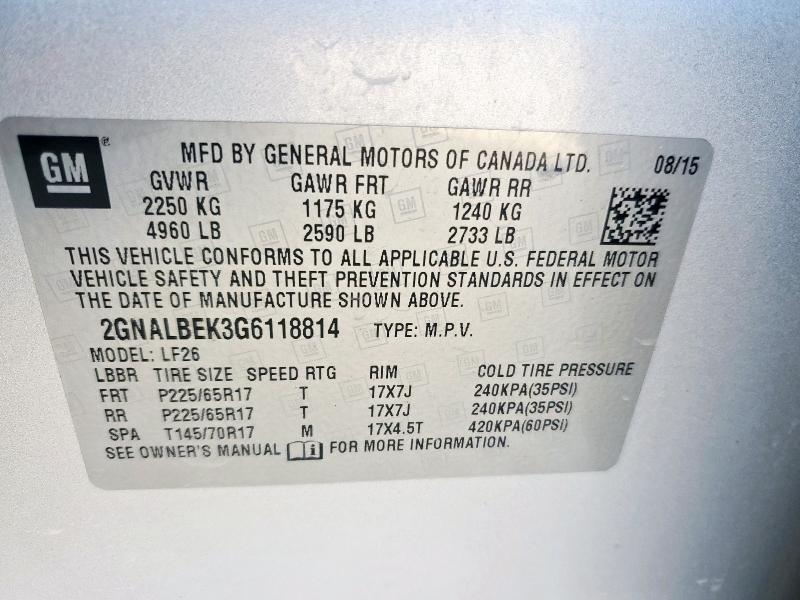 GM®
MFD BY GENERAL MOTORS OF CANADA LTD. 08/15
GVWR GAWR FRT GAWR RR
2250 KG 1175 KG 1240 KG
4960 LB 2590 LB 2733 LB
THIS VEHICLE CONFORMS TO ALL APPLICABLE U.S. FEDERAL MOTOR
VEHICLE SAFETY AND THEFT PREVENTION STANDARDS IN EFFECT ON
THE DATE OF MANUFACTURE SHOWN ABOVE.
2GNALBEK3G6118814 TYPE: M.P.V.
MODEL: LF26
LBBR TIRE SIZE SPEED RTG RIM COLD TIRE PRESSURE
FRT P225/65R17 T 17X7J 240KPA(35PSI)
RR P225/65R17 T 17X7J 240KPA(35PSI)
SPA T145/70R17 M 17X4.5T 420KPA(60PSI)
SEE OWNER'S MANUAL i FOR MORE INFORMATION.